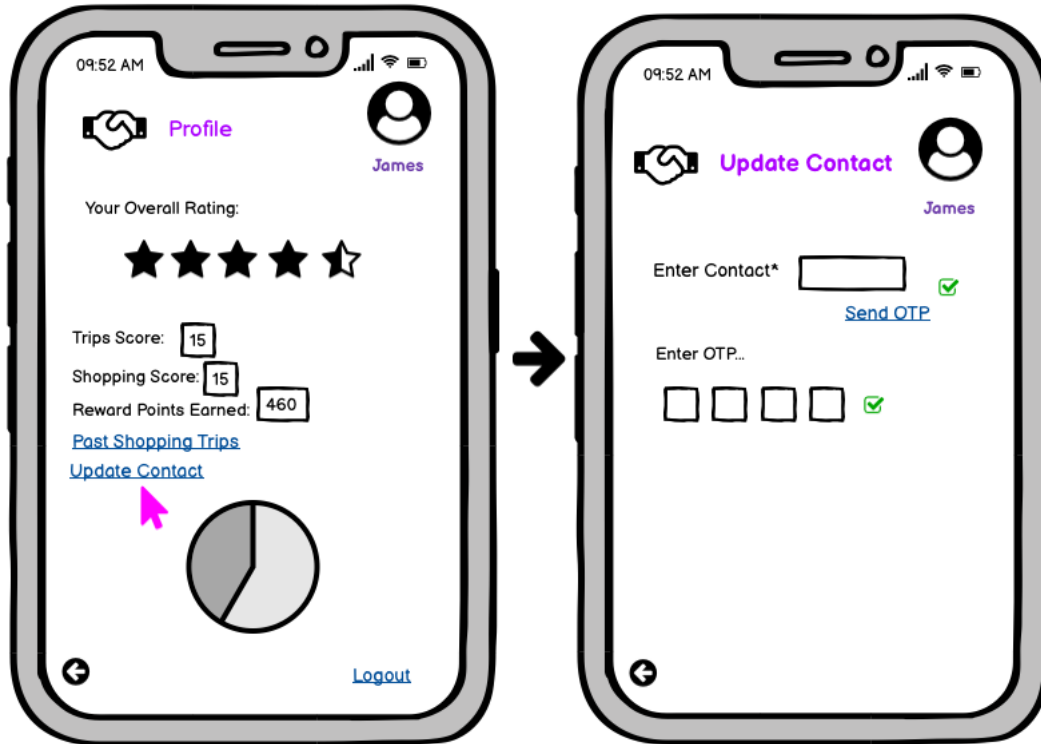 09:52 AM
Profile
James
Your Overall Rating:
Trips Score: 15
Shopping Score: 15
Reward Points Earned: 460
Past Shopping Trips
Update Contact
Logout
09:52 AM
Update Contact
James
Enter Contact*
Send OTP
Enter OTP...